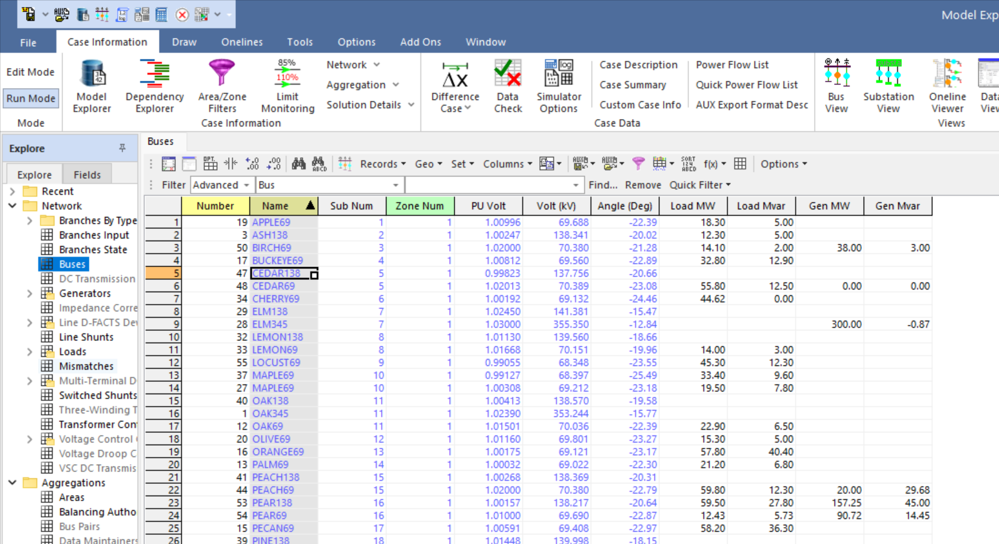 Model Exp
File Case Information Draw Onelines Tools Options Add Ons Window
Edit Mode
Run Mode
Mode
Model Explorer
Dependency Explorer
Area/Zone Filters
85%
110%
Limit Monitoring
Network
Aggregation
Solution Details
Case Information
ΔX
Difference Case
Data Check
log
Simulator Options
Case Description
Case Summary
Custom Case Info
Power Flow List
Quick Power Flow List
AUX Export Format Desc
Case Data
Bus View
Substation View
Oneline Viewer
Data View
Views
Explore
Buses
Explore Fields
Records Geo Set Columns AUXB AUXB SORT 124 ABCD f(x) Options
Filter Advanced Bus Find... Remove Quick Filter
Recent
Network
Branches By Type
Branches Input
Branches State
Buses
DC Transmission
Generators
Impedance Corre
Line D-FACTS De
Line Shunts
Loads
Mismatches
Multi-Terminal D
Switched Shunts
Three-Winding T
Transformer Con
Voltage Control
Voltage Droop C
VSC DC Transmis
Aggregations
Areas
Balancing Autho
Bus Pairs
Data Maintainers
Number Name Sub Num Zone Num PU Volt Volt (kV) Angle (Deg) Load MW Load Mvar Gen MW Gen Mvar
1 19 APPLE69 1 1 1.00996 69.688 -22.39 18.30 5.00
2 3 ASH138 2 1 1.00247 138.341 -20.02 12.30 5.00
3 50 BIRCH69 3 1 1.02000 70.380 -21.28 14.10 2.00 38.00 3.00
4 17 BUCKEYE69 4 1 1.00812 69.560 -22.89 32.80 12.90
5 47 CEDAR138 5 1 0.99823 137.756 -20.66
6 48 CEDAR69 5 1 1.02013 70.389 -23.08 55.80 12.50 0.00 0.00
7 34 CHERRY69 6 1 1.00192 69.132 -24.46 44.62 0.00
8 29 ELM138 7 1 1.02450 141.381 -15.47
9 28 ELM345 7 1 1.03000 355.350 -12.84 300.00 -0.87
10 32 LEMON138 8 1 1.01130 139.560 -18.66
11 33 LEMON69 8 1 1.01668 70.151 -19.96 14.00 3.00
12 55 LOCUST69 9 1 0.99055 68.348 -23.55 45.30 12.30
13 37 MAPLE69 10 1 0.99127 68.397 -25.49 33.40 9.60
14 27 MAPLE69 10 1 1.00308 69.212 -23.18 19.50 7.80
15 40 OAK138 11 1 1.00413 138.570 -19.58
16 1 OAK345 11 1 1.02390 353.244 -15.77
17 12 OAK69 11 1 1.01501 70.036 -22.39 22.90 6.50
18 20 OLIVE69 12 1 1.01160 69.801 -23.27 15.30 5.00
19 16 ORANGE69 13 1 1.00175 69.121 -23.17 57.80 40.40
20 13 PALM69 14 1 1.00032 69.022 -22.30 21.20 6.80
21 41 PEACH138 15 1 1.00268 138.369 -20.31
22 44 PEACH69 15 1 1.02000 70.380 -22.79 59.80 12.30 20.00 29.68
23 53 PEAR138 16 1 1.00157 138.217 -20.64 59.50 27.80 157.25 45.00
24 54 PEAR69 16 1 1.01000 69.690 -22.87 12.43 5.73 90.72 14.45
25 15 PECAN69 17 1 1.00591 69.408 -22.97 58.20 36.30
26 39 PINE138 18 1 1.01448 139.998 -18.15